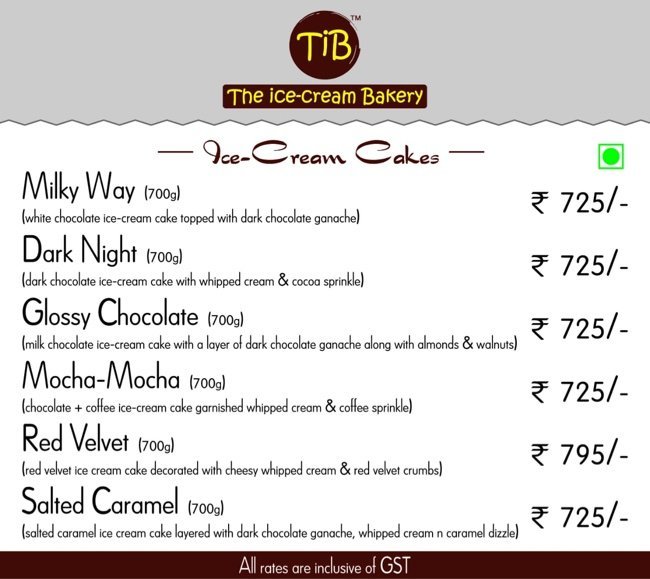 TiB TM
The ice-cream Bakery
Ice-Cream Cakes
Milky Way (700g)
₹ 725/-
(white chocolate ice-cream cake topped with dark chocolate ganache)
Dark Night (700g)
₹ 725/-
(dark chocolate ice-cream cake with whipped cream & cocoa sprinkle)
Glossy Chocolate (700g)
₹ 725/-
(milk chocolate ice-cream cake with a layer of dark chocolate ganache along with almonds & walnuts)
Mocha-Mocha (700g)
₹ 725/-
(chocolate + coffee ice-cream cake garnished whipped cream & coffee sprinkle)
Red Velvet (700g)
₹ 795/-
(red velvet ice cream cake decorated with cheesy whipped cream & red velvet crumbs)
Salted Caramel (700g)
₹ 725/-
(salted caramel ice cream cake layered with dark chocolate ganache, whipped cream n caramel dizzle)
All rates are inclusive of GST